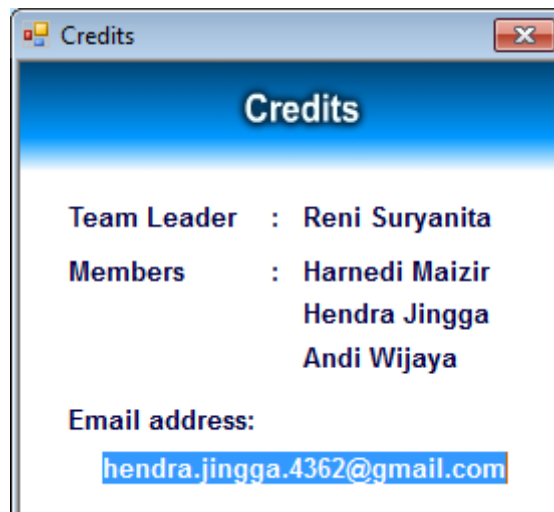 Credits
Credits
Team Leader : Reni Suryanita
Members : Harnedi Maizir
Hendra Jingga
Andi Wijaya
Email address:
hendra.jingga.4362@gmail.com